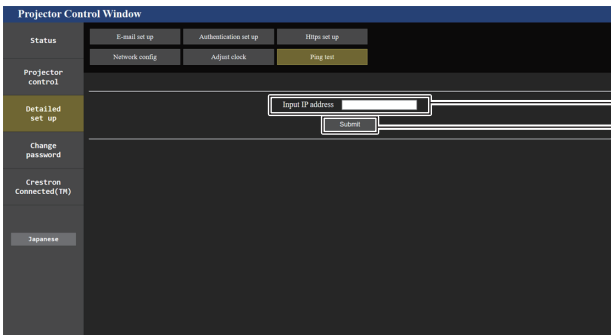 Projector Control Window
Status
E-mail set up
Authentication set up
Https set up
Network config
Adjust clock
Ping test
Projector
control
Detailed
set up
Input IP address
Submit
Change
password
Crestron
Connected(TM)
Japanese